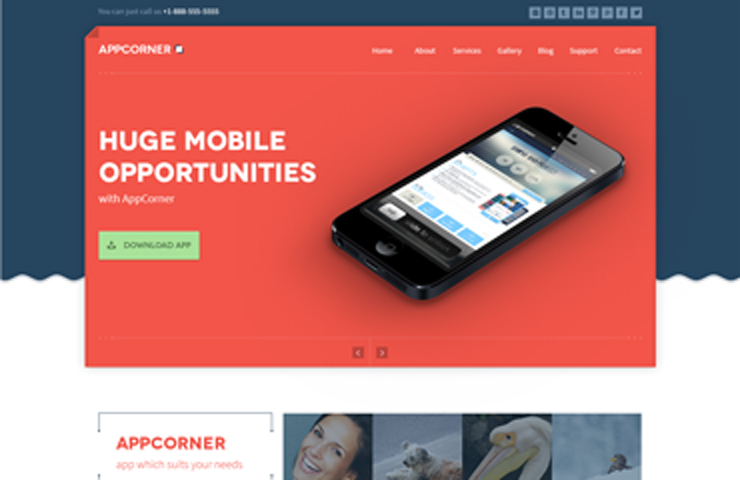 You can just call us +1-888-555-5555
APPCORNER
Home About Services Gallery Blog Support Contact
HUGE MOBILE
OPPORTUNITIES
with AppCorner
DOWNLOAD APP
APPCORNER
app which suits your needs